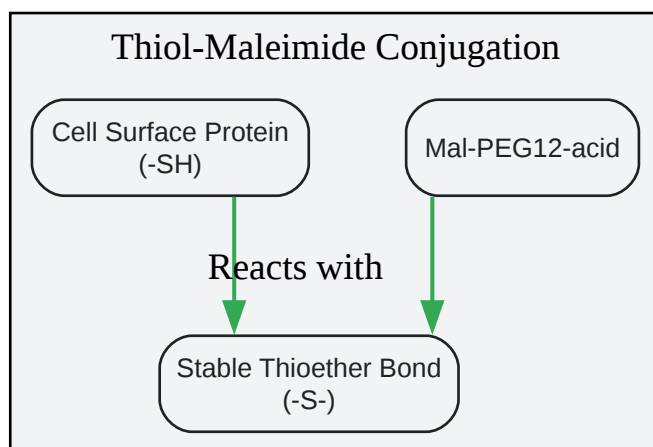 Thiol-Maleimide Conjugation
Cell Surface Protein
(-SH)
Mal-PEG12-acid
Reacts with
Stable Thioether Bond
(-S-)